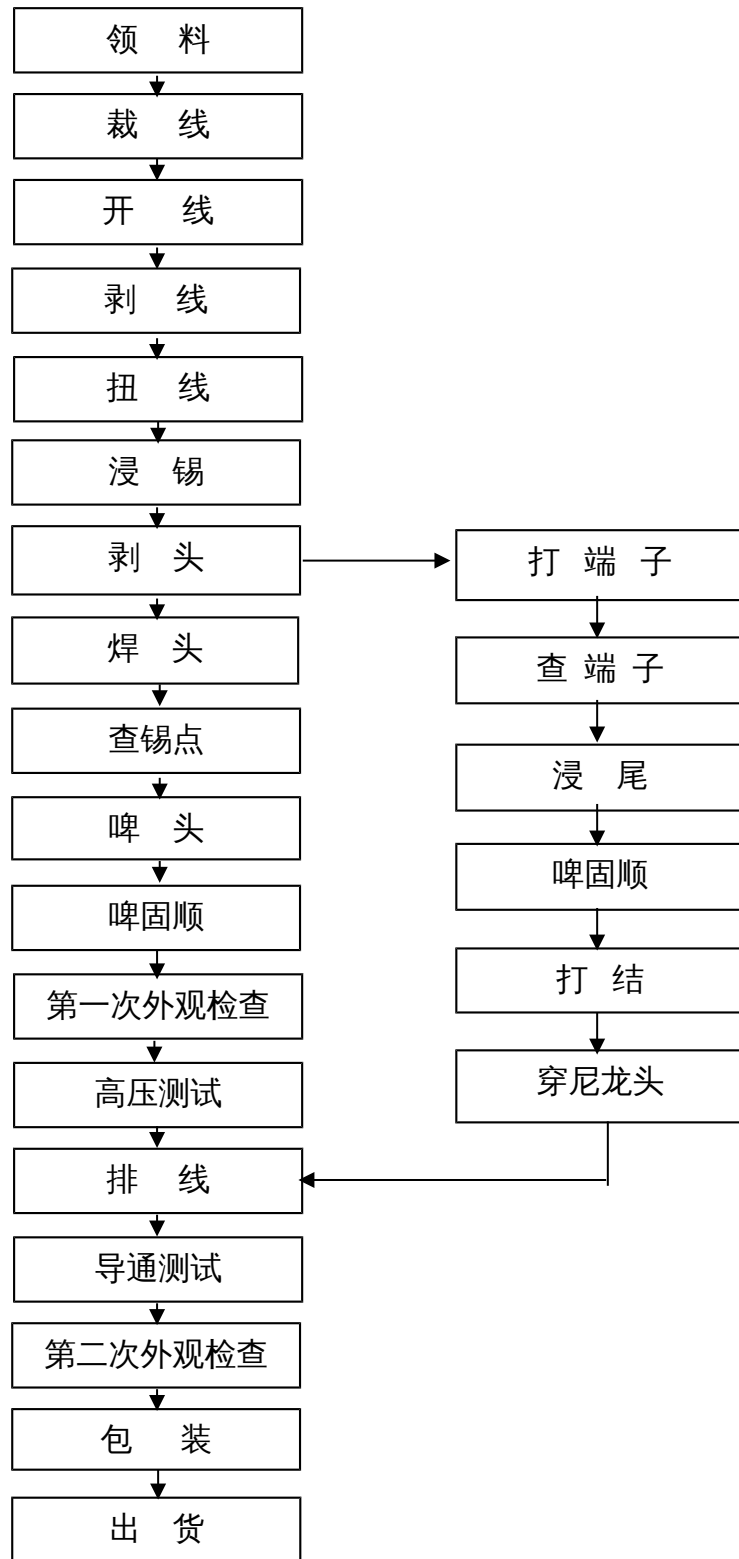 领 料
裁 线
开 线
剥 线
扭 线
浸 锡
剥 头
焊 头
查锡点
啤 头
啤固顺
第一次外观检查
高压测试
排 线
导通测试
第二次外观检查
包 装
出 货
打 端 子
查 端 子
浸 尾
啤固顺
打 结
穿尼龙头